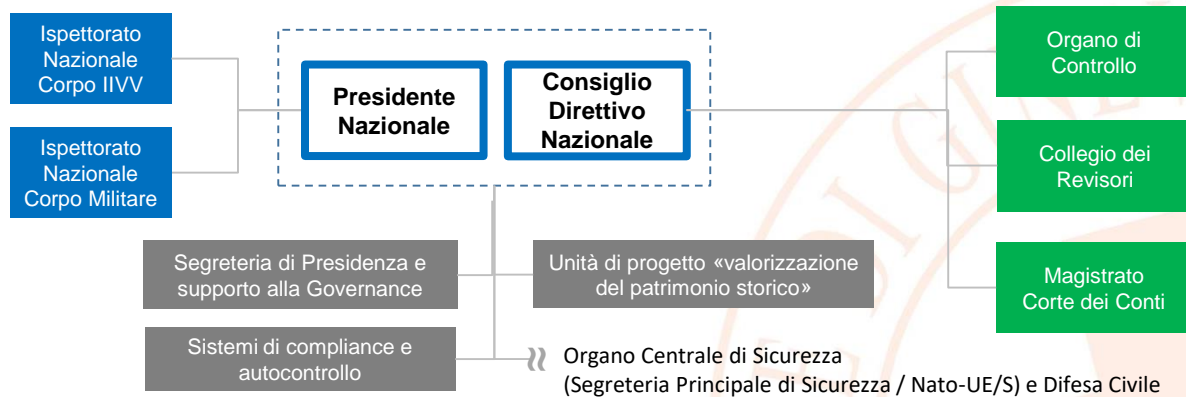 Ispettorato
Nazionale
Corpo IIVV
Ispettorato
Nazionale
Corpo Militare
Presidente
Nazionale
Consiglio
Direttivo
Nazionale
Organo di
Controllo
Collegio dei
Revisori
Magistrato
Corte dei Conti
Segreteria di Presidenza e
supporto alla Governance
Unità di progetto «valorizzazione
del patrimonio storico»
Sistemi di compliance e
autocontrollo
Organo Centrale di Sicurezza
(Segreteria Principale di Sicurezza / Nato-UE/S) e Difesa Civile